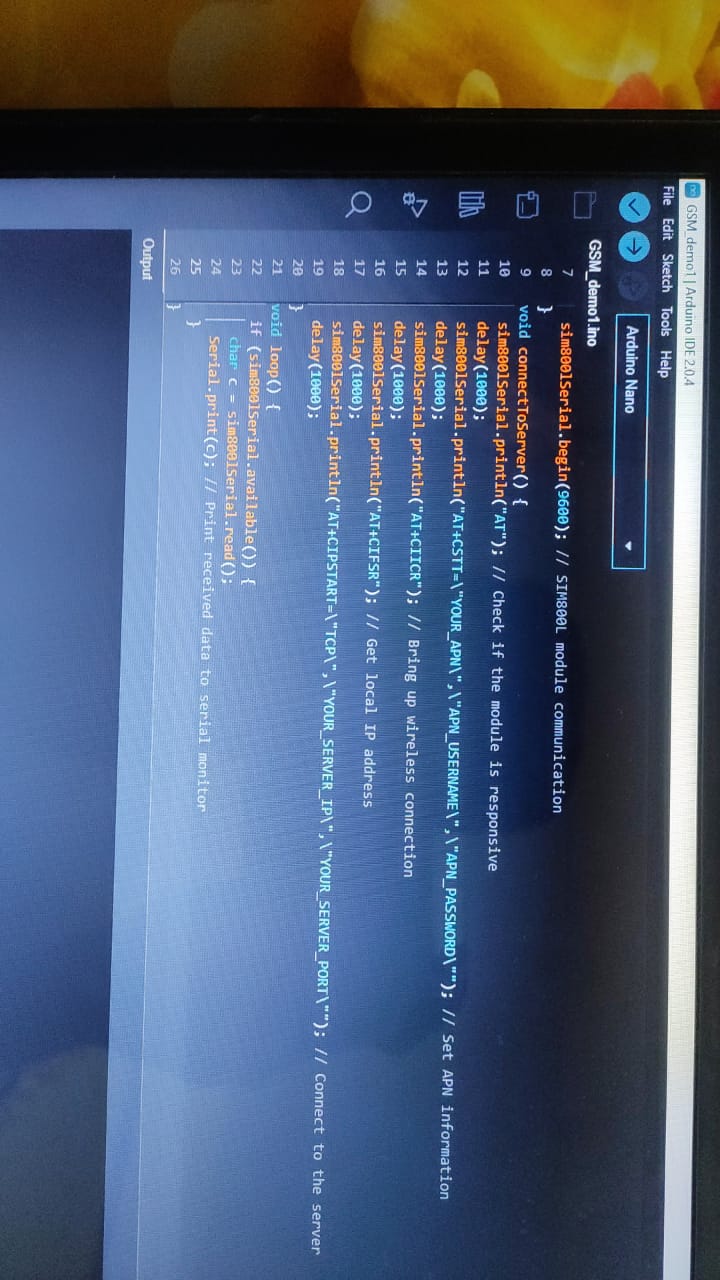 GSM_demo1 | Arduino IDE 2.0.4
File Edit Sketch Tools Help
Arduino Nano
GSM_demo1.ino
7 sim800lSerial.begin(9600); // SIM800L module communication
8 }
9 void connectToServer() {
10 sim800lSerial.println("AT"); // Check if the module is responsive
11 delay(1000);
12 sim800lSerial.println("AT+CSTT=\"YOUR_APN\",\"APN_USERNAME\",\"APN_PASSWORD\""); // Set APN information
13 delay(1000);
14 sim800lSerial.println("AT+CIICR"); // Bring up wireless connection
15 delay(1000);
16 sim800lSerial.println("AT+CIFSR"); // Get local IP address
17 delay(1000);
18 sim800lSerial.println("AT+CIPSTART=\"TCP\",\"YOUR_SERVER_IP\",\"YOUR_SERVER_PORT\""); // Connect to the server
19 delay(1000);
20 }
21 void loop() {
22 if (sim800lSerial.available()) {
23 char c = sim800lSerial.read();
24 Serial.print(c); // Print received data to serial monitor
25 }
26 }
Output